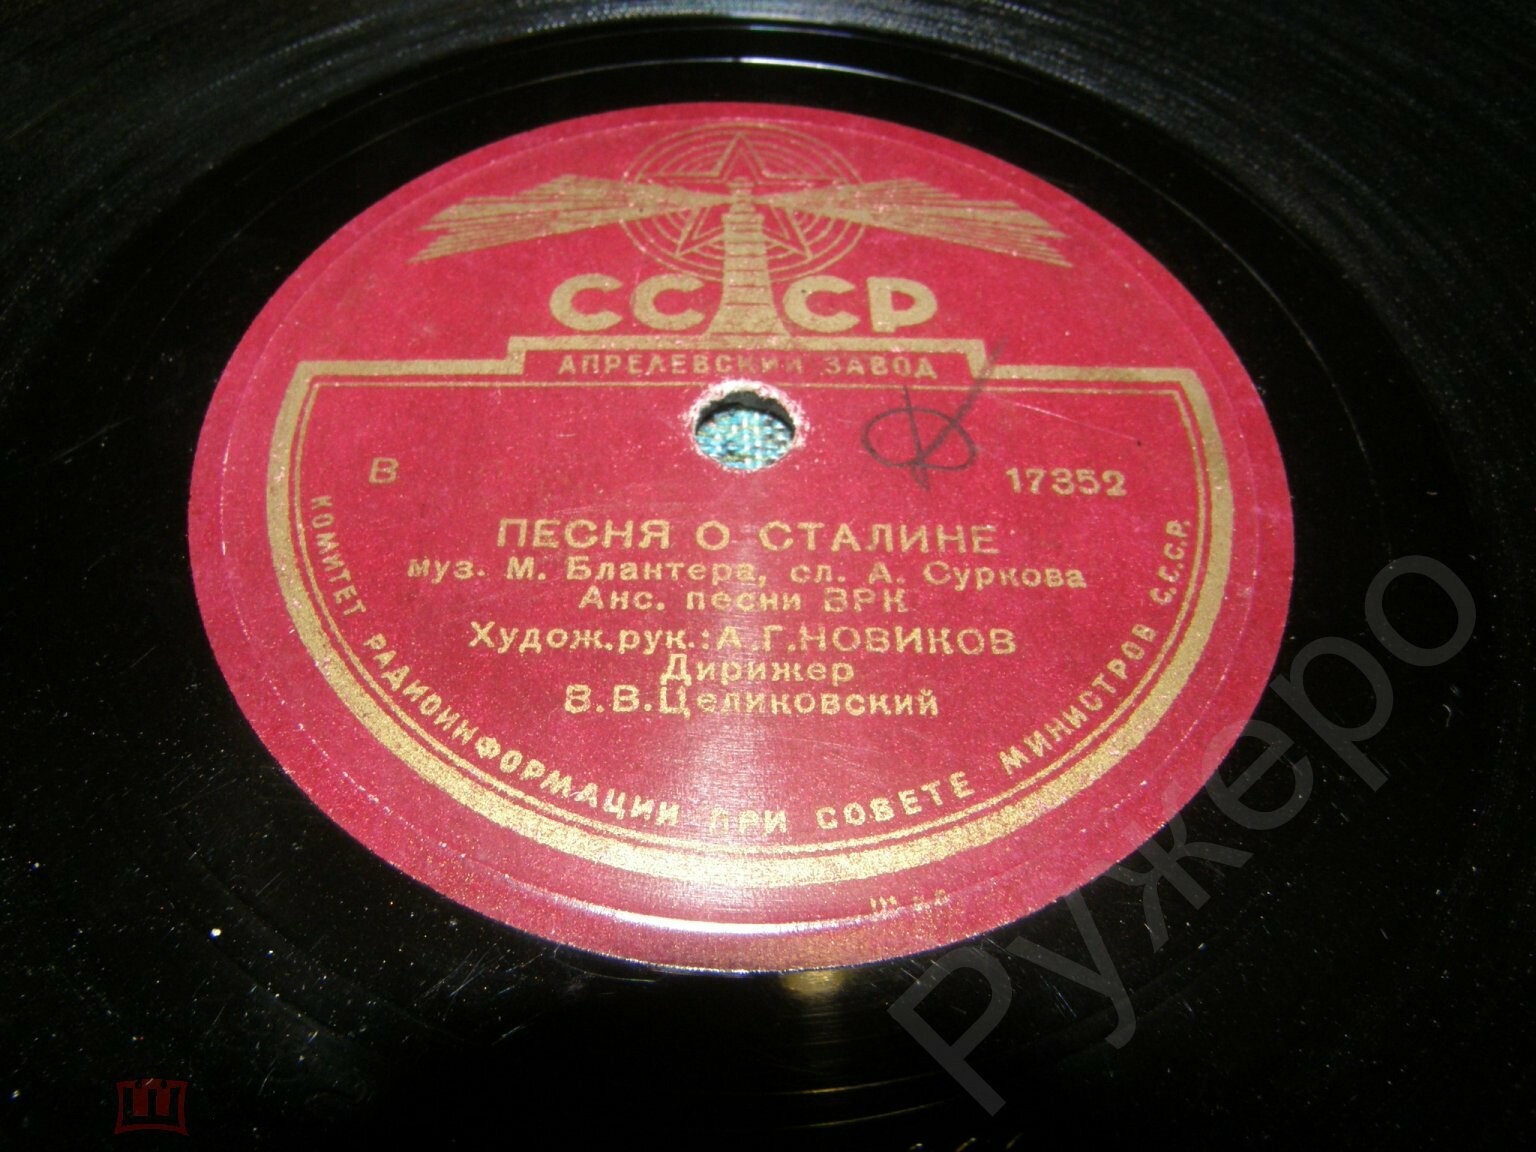 СССР
АПРЕЛЕВСКИЙ ЗАВОД
В 17352
ПЕСНЯ О СТАЛИНЕ
муз. М. Блантера, сл. А. Суркова
Анс. песни ВРК
Худож.рук.:А.Г.НОВИКОВ
Дирижер
В.В.Целиковский
КОМИТЕТ РАДИОИНФОРМАЦИИ ПРИ СОВЕТЕ МИНИСТРОВ С.С.С.Р.
Ружеро